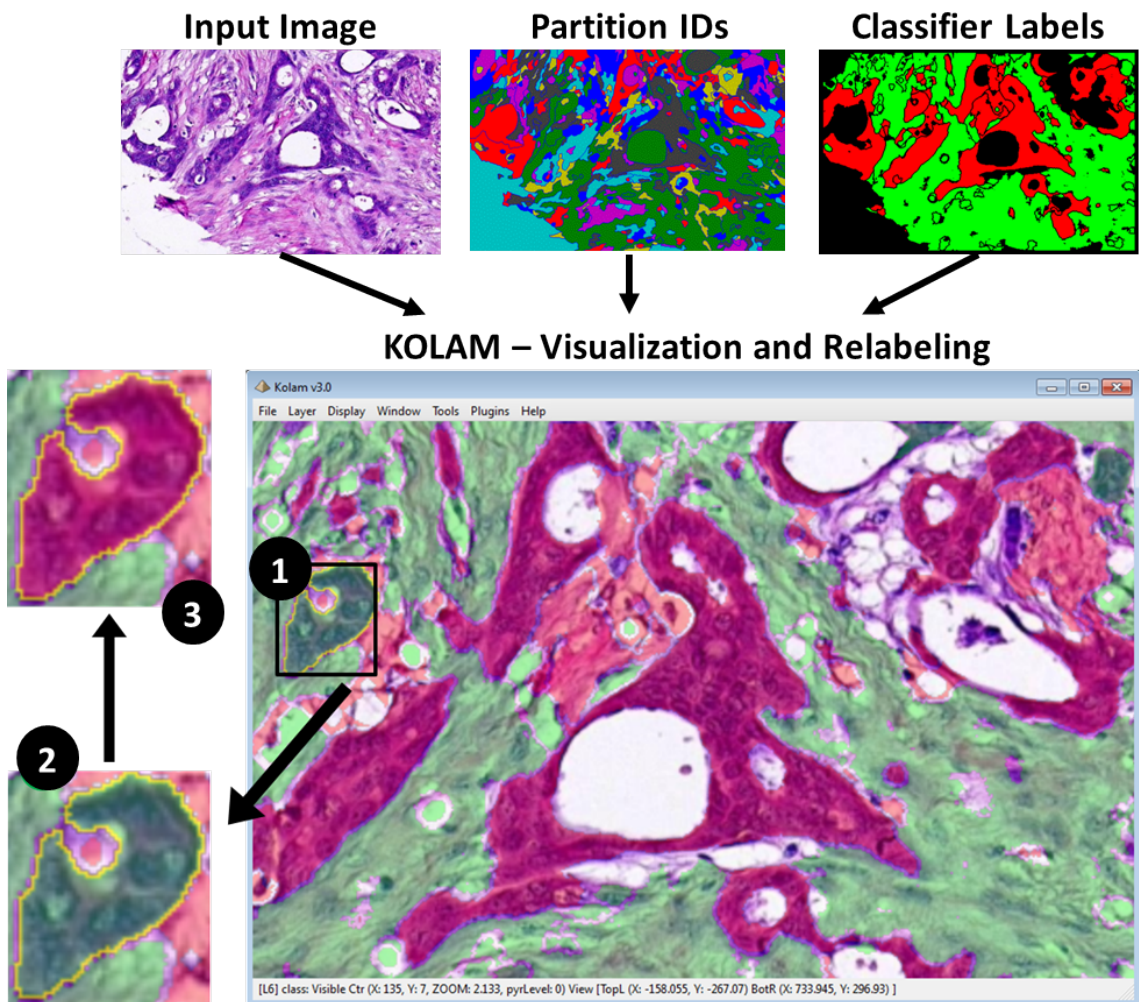 Input Image
Partition IDs
Classifier Labels
KOLAM – Visualization and Relabeling
Kolam v3.0
File Layer Display Window Tools Plugins Help
1
3
2
[L6] class: Visible Ctr (X: 135, Y: 7, ZOOM: 2.133, pyrLevel: 0) View [TopL (X: -158.055, Y: -267.07) BotR (X: 733.945, Y: 296.93) ]